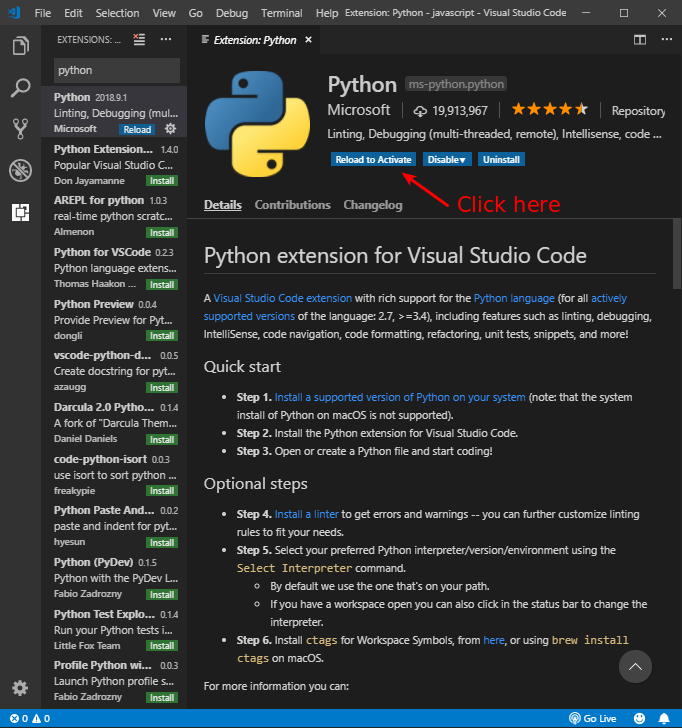 File Edit Selection View Go Debug Terminal Help Extension: Python - javascript - Visual Studio Code
EXTENSIONS: ...
python
Python 2018.9.1
Linting, Debugging (mul...
Microsoft Reload
Python Extension... 1.4.0
Popular Visual Studio C...
Don Jayamanne Install
AREPL for python 1.0.3
real-time python scratc...
Almenon Install
Python for VSCode 0.2.3
Python language extens...
Thomas Haakon ... Install
Python Preview 0.0.4
Provide Preview for Pyt...
dongli Install
vscode-python-d... 0.0.5
Create docstring for pyt...
azaugg Install
Darcula 2.0 Pytho... 0.1.4
A fork of "Darcula Them...
Daniel Daniels Install
code-python-isort 0.0.3
use isort to sort python ...
freakypie Install
Python Paste And... 0.0.2
paste and indent for pyt...
hyesun Install
Python (PyDev) 0.1.5
Python with the PyDev L...
Fabio Zadrozny Install
Python Test Explo... 0.1.4
Run your Python tests i...
Little Fox Team Install
Profile Python wi... 0.0.3
Launch Python profile s...
Fabio Zadrozny Install
Extension: Python
Python ms-python.python
Microsoft 19,913,967 Repository
Linting, Debugging (multi-threaded, remote), Intellisense, code ...
Reload to Activate Disable Uninstall
Click here
Details Contributions Changelog
Python extension for Visual Studio Code
A Visual Studio Code extension with rich support for the Python language (for all actively
supported versions of the language: 2.7, >=3.4), including features such as linting, debugging,
IntelliSense, code navigation, code formatting, refactoring, unit tests, snippets, and more!
Quick start
• Step 1. Install a supported version of Python on your system (note: that the system
install of Python on macOS is not supported).
• Step 2. Install the Python extension for Visual Studio Code.
• Step 3. Open or create a Python file and start coding!
Optional steps
• Step 4. Install a linter to get errors and warnings -- you can further customize linting
rules to fit your needs.
• Step 5. Select your preferred Python interpreter/version/environment using the
Select Interpreter command.
◦ By default we use the one that's on your path.
◦ If you have a workspace open you can also click in the status bar to change the
interpreter.
• Step 6. Install ctags for Workspace Symbols, from here, or using brew install
ctags on macOS.
For more information you can:
0 0 Go Live